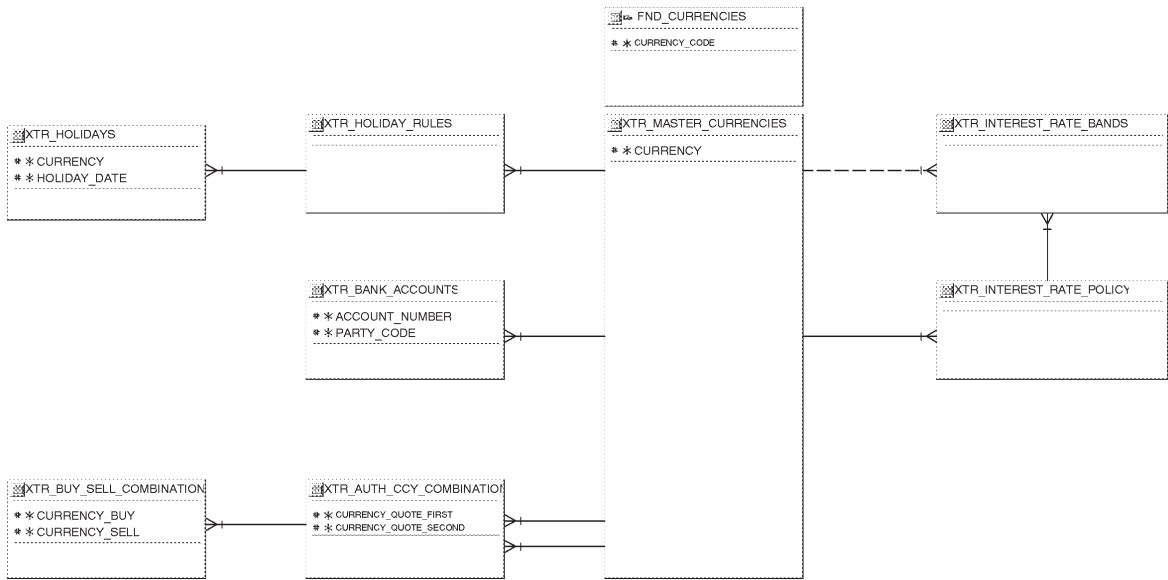 FND_CURRENCIES
# * CURRENCY_CODE
XTR_HOLIDAYS
# * CURRENCY
# * HOLIDAY_DATE
XTR_HOLIDAY_RULES
XTR_MASTER_CURRENCIES
# * CURRENCY
XTR_INTEREST_RATE_BANDS
XTR_BANK_ACCOUNTS
# * ACCOUNT_NUMBER
# * PARTY_CODE
XTR_INTEREST_RATE_POLICY
XTR_BUY_SELL_COMBINATION
# * CURRENCY_BUY
# * CURRENCY_SELL
XTR_AUTH_CCY_COMBINATION
# * CURRENCY_QUOTE_FIRST
# * CURRENCY_QUOTE_SECOND